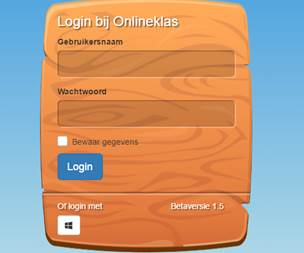 Login bij Onlineklas
Gebruikersnaam
Wachtwoord
Bewaar gegevens
Login
Of login met Betaversie 1.5